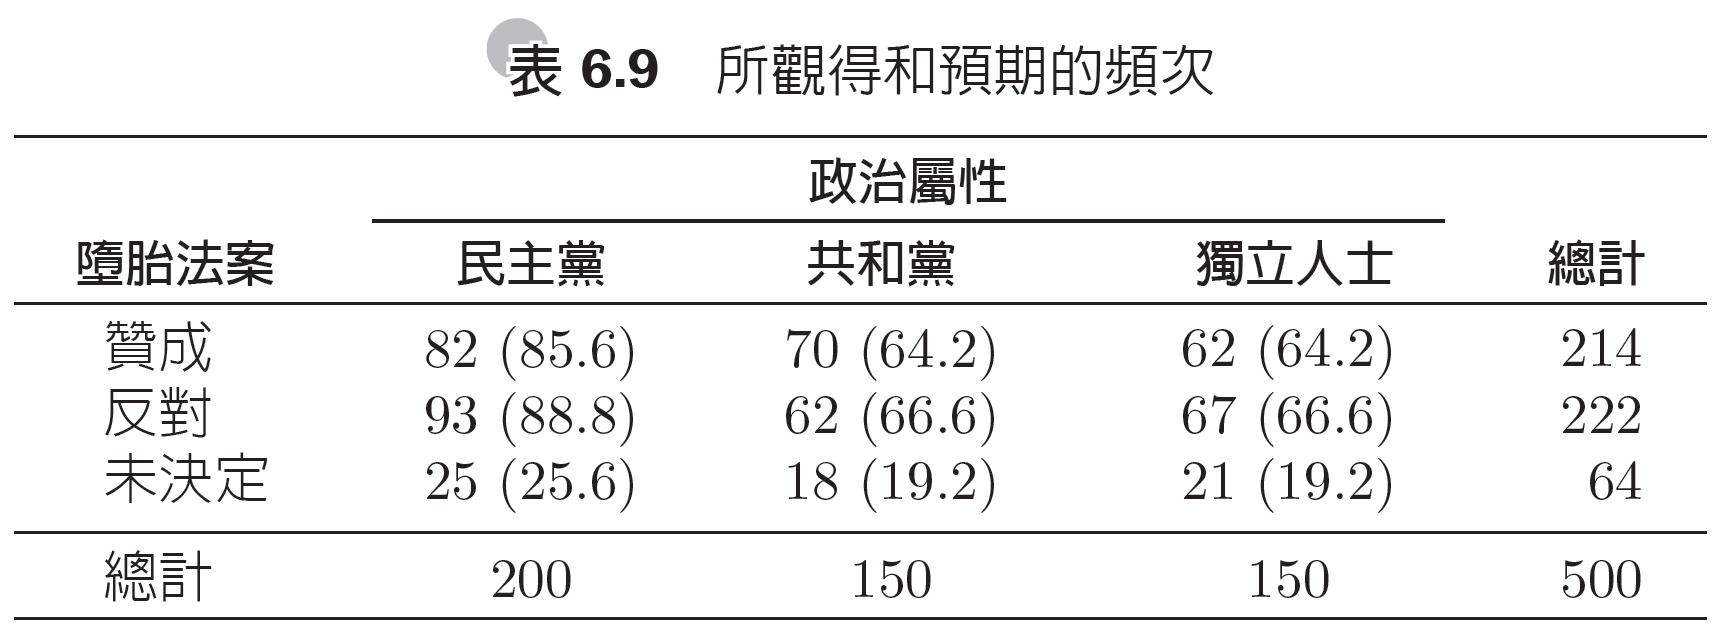 表 6.9 所觀得和預期的頻次
政治屬性
墮胎法案 民主黨 共和黨 獨立人士 總計
贊成 82 (85.6) 70 (64.2) 62 (64.2) 214
反對 93 (88.8) 62 (66.6) 67 (66.6) 222
未決定 25 (25.6) 18 (19.2) 21 (19.2) 64
總計 200 150 150 500